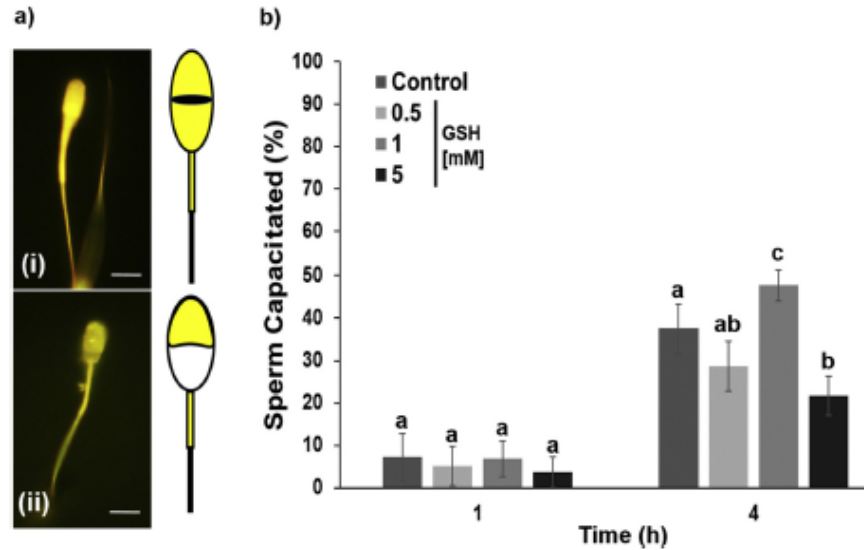 a)
(i)
(ii)
b)
Sperm Capacitated (%)
100
90
80
70
60
50
40
30
20
10
0
Control
0.5
1
5
GSH
[mM]
a
a
a
a
a
ab
c
b
1
4
Time (h)